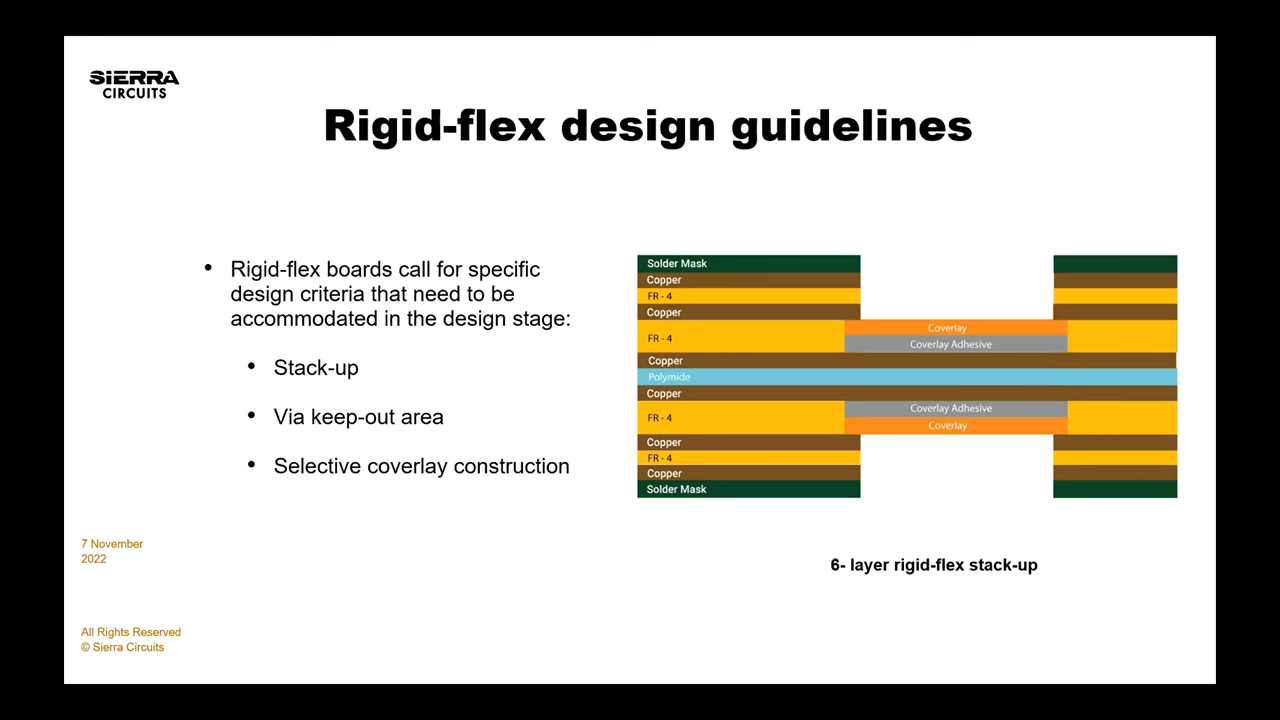 SIERRA
CIRCUITS
Rigid-flex design guidelines
• Rigid-flex boards call for specific
design criteria that need to be
accommodated in the design stage:
• Stack-up
• Via keep-out area
• Selective coverlay construction
Solder Mask
Copper
FR - 4
Copper
FR - 4
Coverlay
Coverlay Adhesive
Copper
Polymide
Copper
FR - 4
Coverlay Adhesive
Coverlay
Copper
FR - 4
Copper
Solder Mask
6- layer rigid-flex stack-up
7 November
2022
All Rights Reserved
© Sierra Circuits